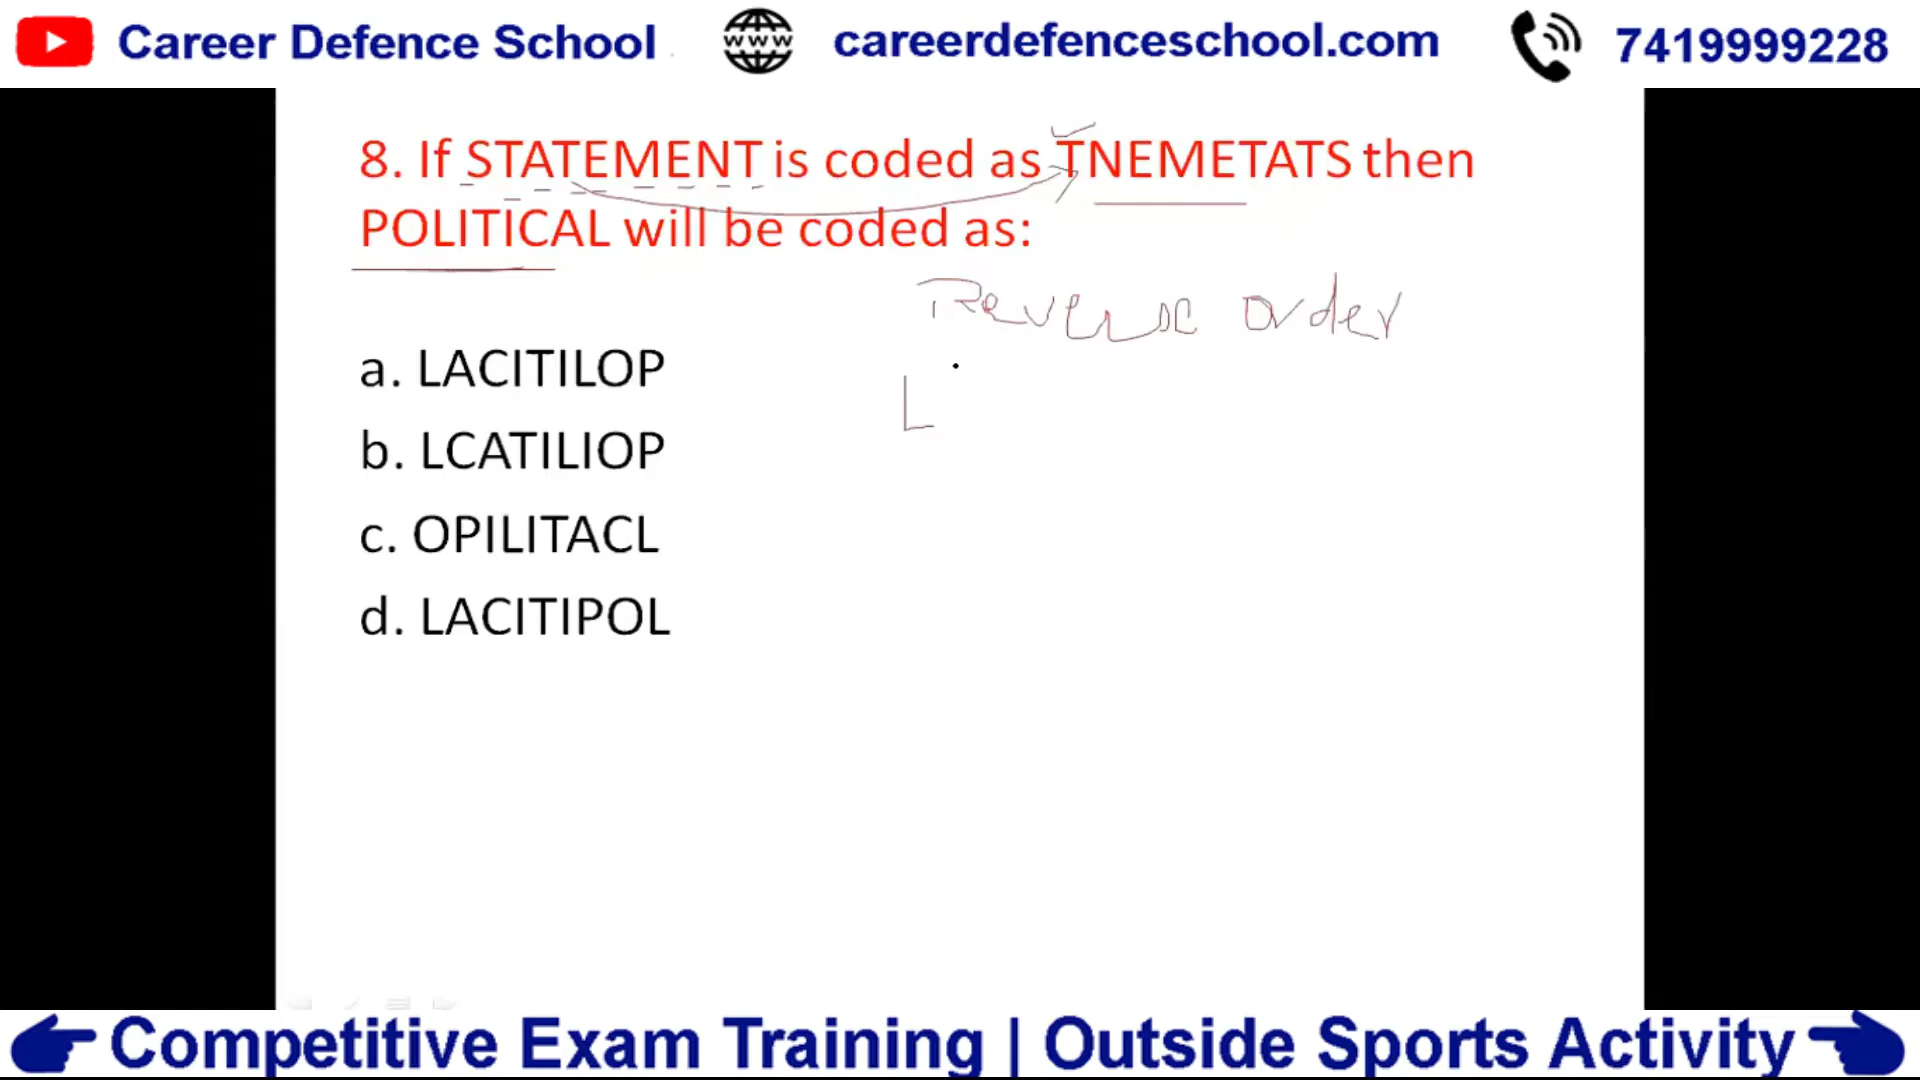 Career Defence School www careerdefenceschool.com 7419999228
8. If STATEMENT is coded as TNEMETATS then
POLITICAL will be coded as:
Reverse order
a. LACITILOP
L
b. LCATILIOP
c. OPILITACL
d. LACITIPOL
Competitive Exam Training | Outside Sports Activity